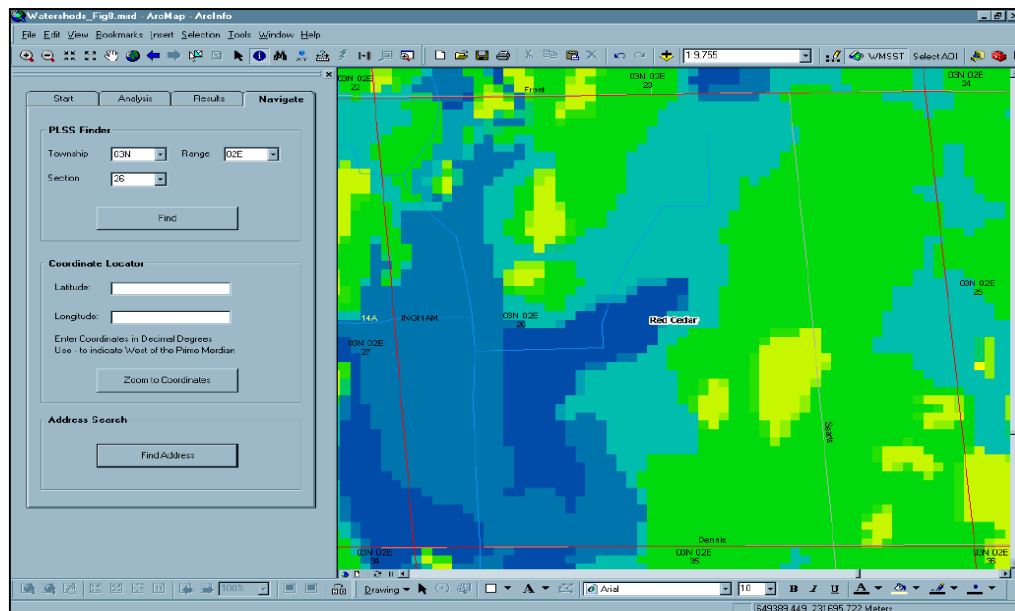 Watersheds_Fig8.mxd - ArcMap - ArcInfo
File Edit View Bookmarks Insert Selection Tools Window Help
1:9,755 WMSST Select AOI
Start Analysis Results Navigate
PLSS Finder
Township 03N Range 02E
Section 26
Find
Coordinate Locator
Latitude:
Longitude:
Enter Coordinates in Decimal Degrees
Use - to indicate West of the Prime Meridian
Zoom to Coordinates
Address Search
Find Address
03N 02E
22
03N 02E
23
03N 02E
24
Frost
03N 02E
25
14A INGHAM
03N 02E
26
Red Cedar
03N 02E
27
Searls
Dennis
03N 02E
34
03N 02E
35
03N 02E
36
100% Drawing A Arial 10 B I U A
649389.449 231695.722 Meters